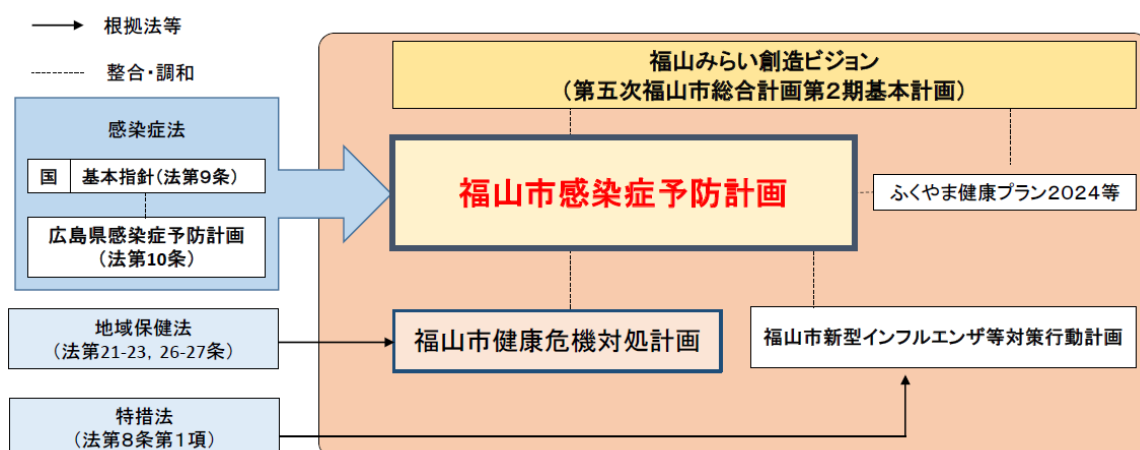 根拠法等
整合・調和
福山みらい創造ビジョン
（第五次福山市総合計画第２期基本計画）
感染症法
国 基本指針（法第９条）
広島県感染症予防計画
（法第10条）
福山市感染症予防計画
ふくやま健康プラン2024等
地域保健法
（法第21-23，26-27条）
福山市健康危機対処計画
福山市新型インフルエンザ等対策行動計画
特措法
（法第８条第１項）